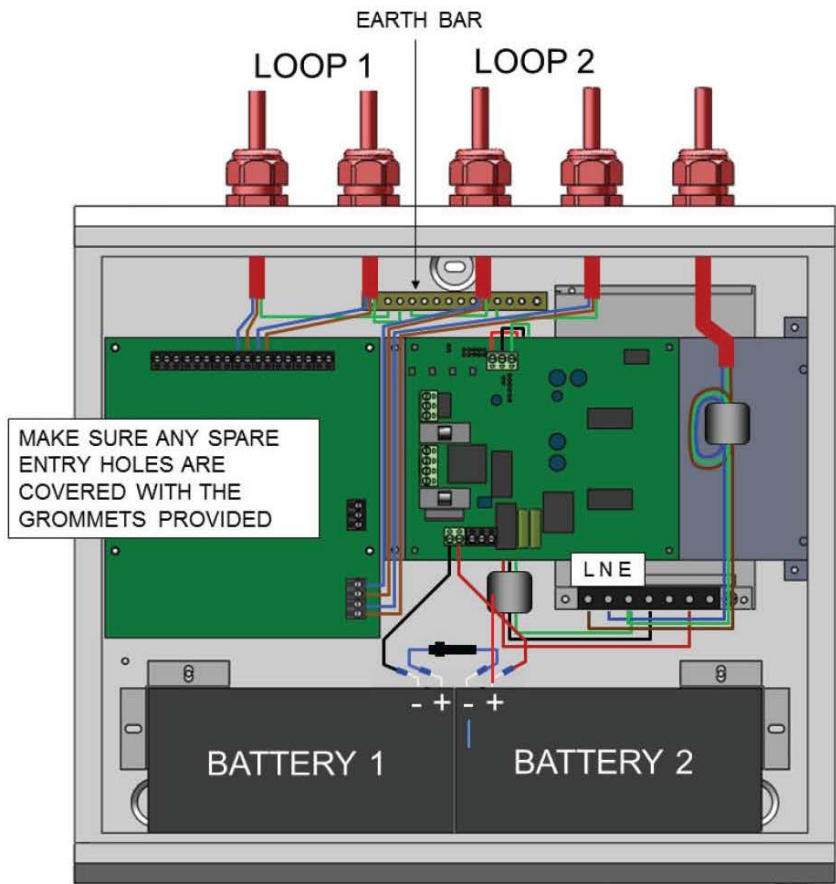 EARTH BAR
LOOP 1
LOOP 2
MAKE SURE ANY SPARE
ENTRY HOLES ARE
COVERED WITH THE
GROMMETS PROVIDED
L N E
- +
- +
BATTERY 1
BATTERY 2